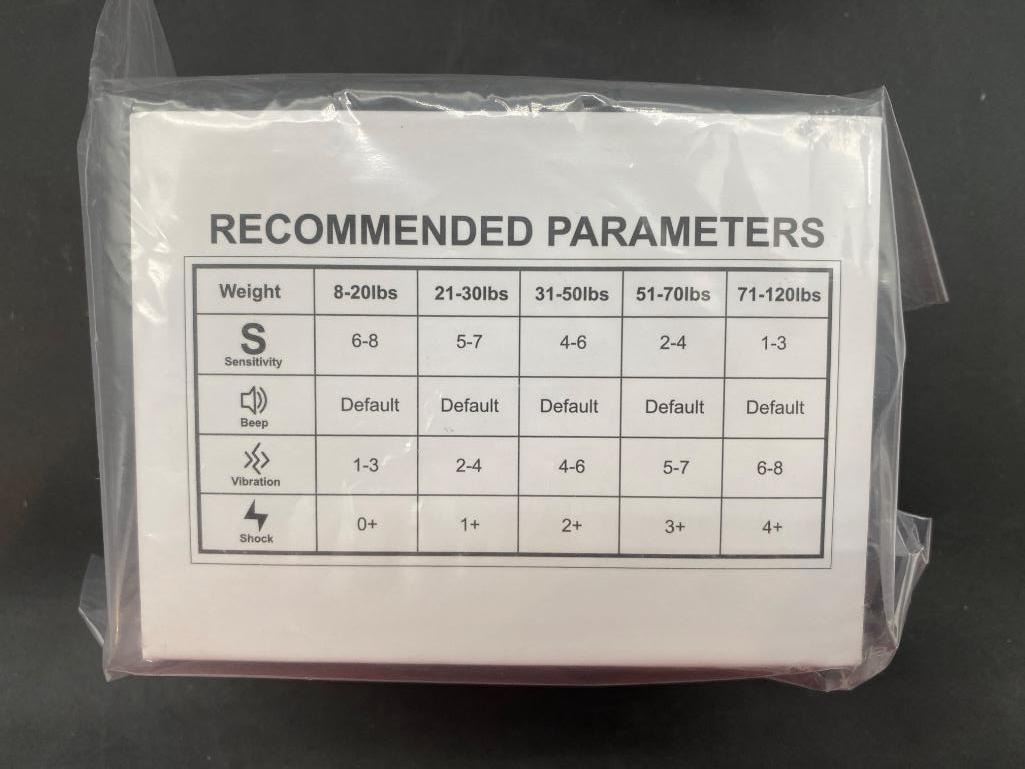 RECOMMENDED PARAMETERS
Weight 8-20lbs 21-30lbs 31-50lbs 51-70lbs 71-120lbs
S 6-8 5-7 4-6 2-4 1-3
Sensitivity
Default Default Default Default Default
Beep
1-3 2-4 4-6 5-7 6-8
Vibration
0+ 1+ 2+ 3+ 4+
Shock